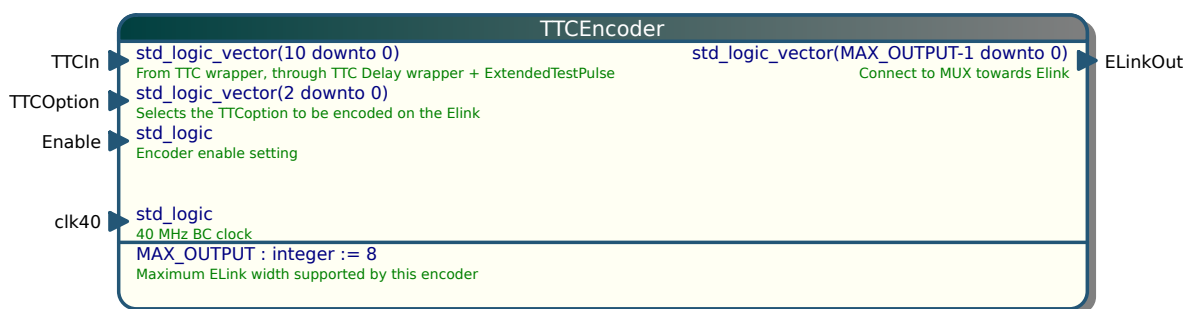 TTCEncoder
TTCIn
std_logic_vector(10 downto 0)
From TTC wrapper, through TTC Delay wrapper + ExtendedTestPulse
std_logic_vector(MAX_OUTPUT-1 downto 0)
Connect to MUX towards Elink
ELinkOut
TTCOption
std_logic_vector(2 downto 0)
Selects the TTCoption to be encoded on the Elink
Enable
std_logic
Encoder enable setting
clk40
std_logic
40 MHz BC clock
MAX_OUTPUT : integer := 8
Maximum ELink width supported by this encoder